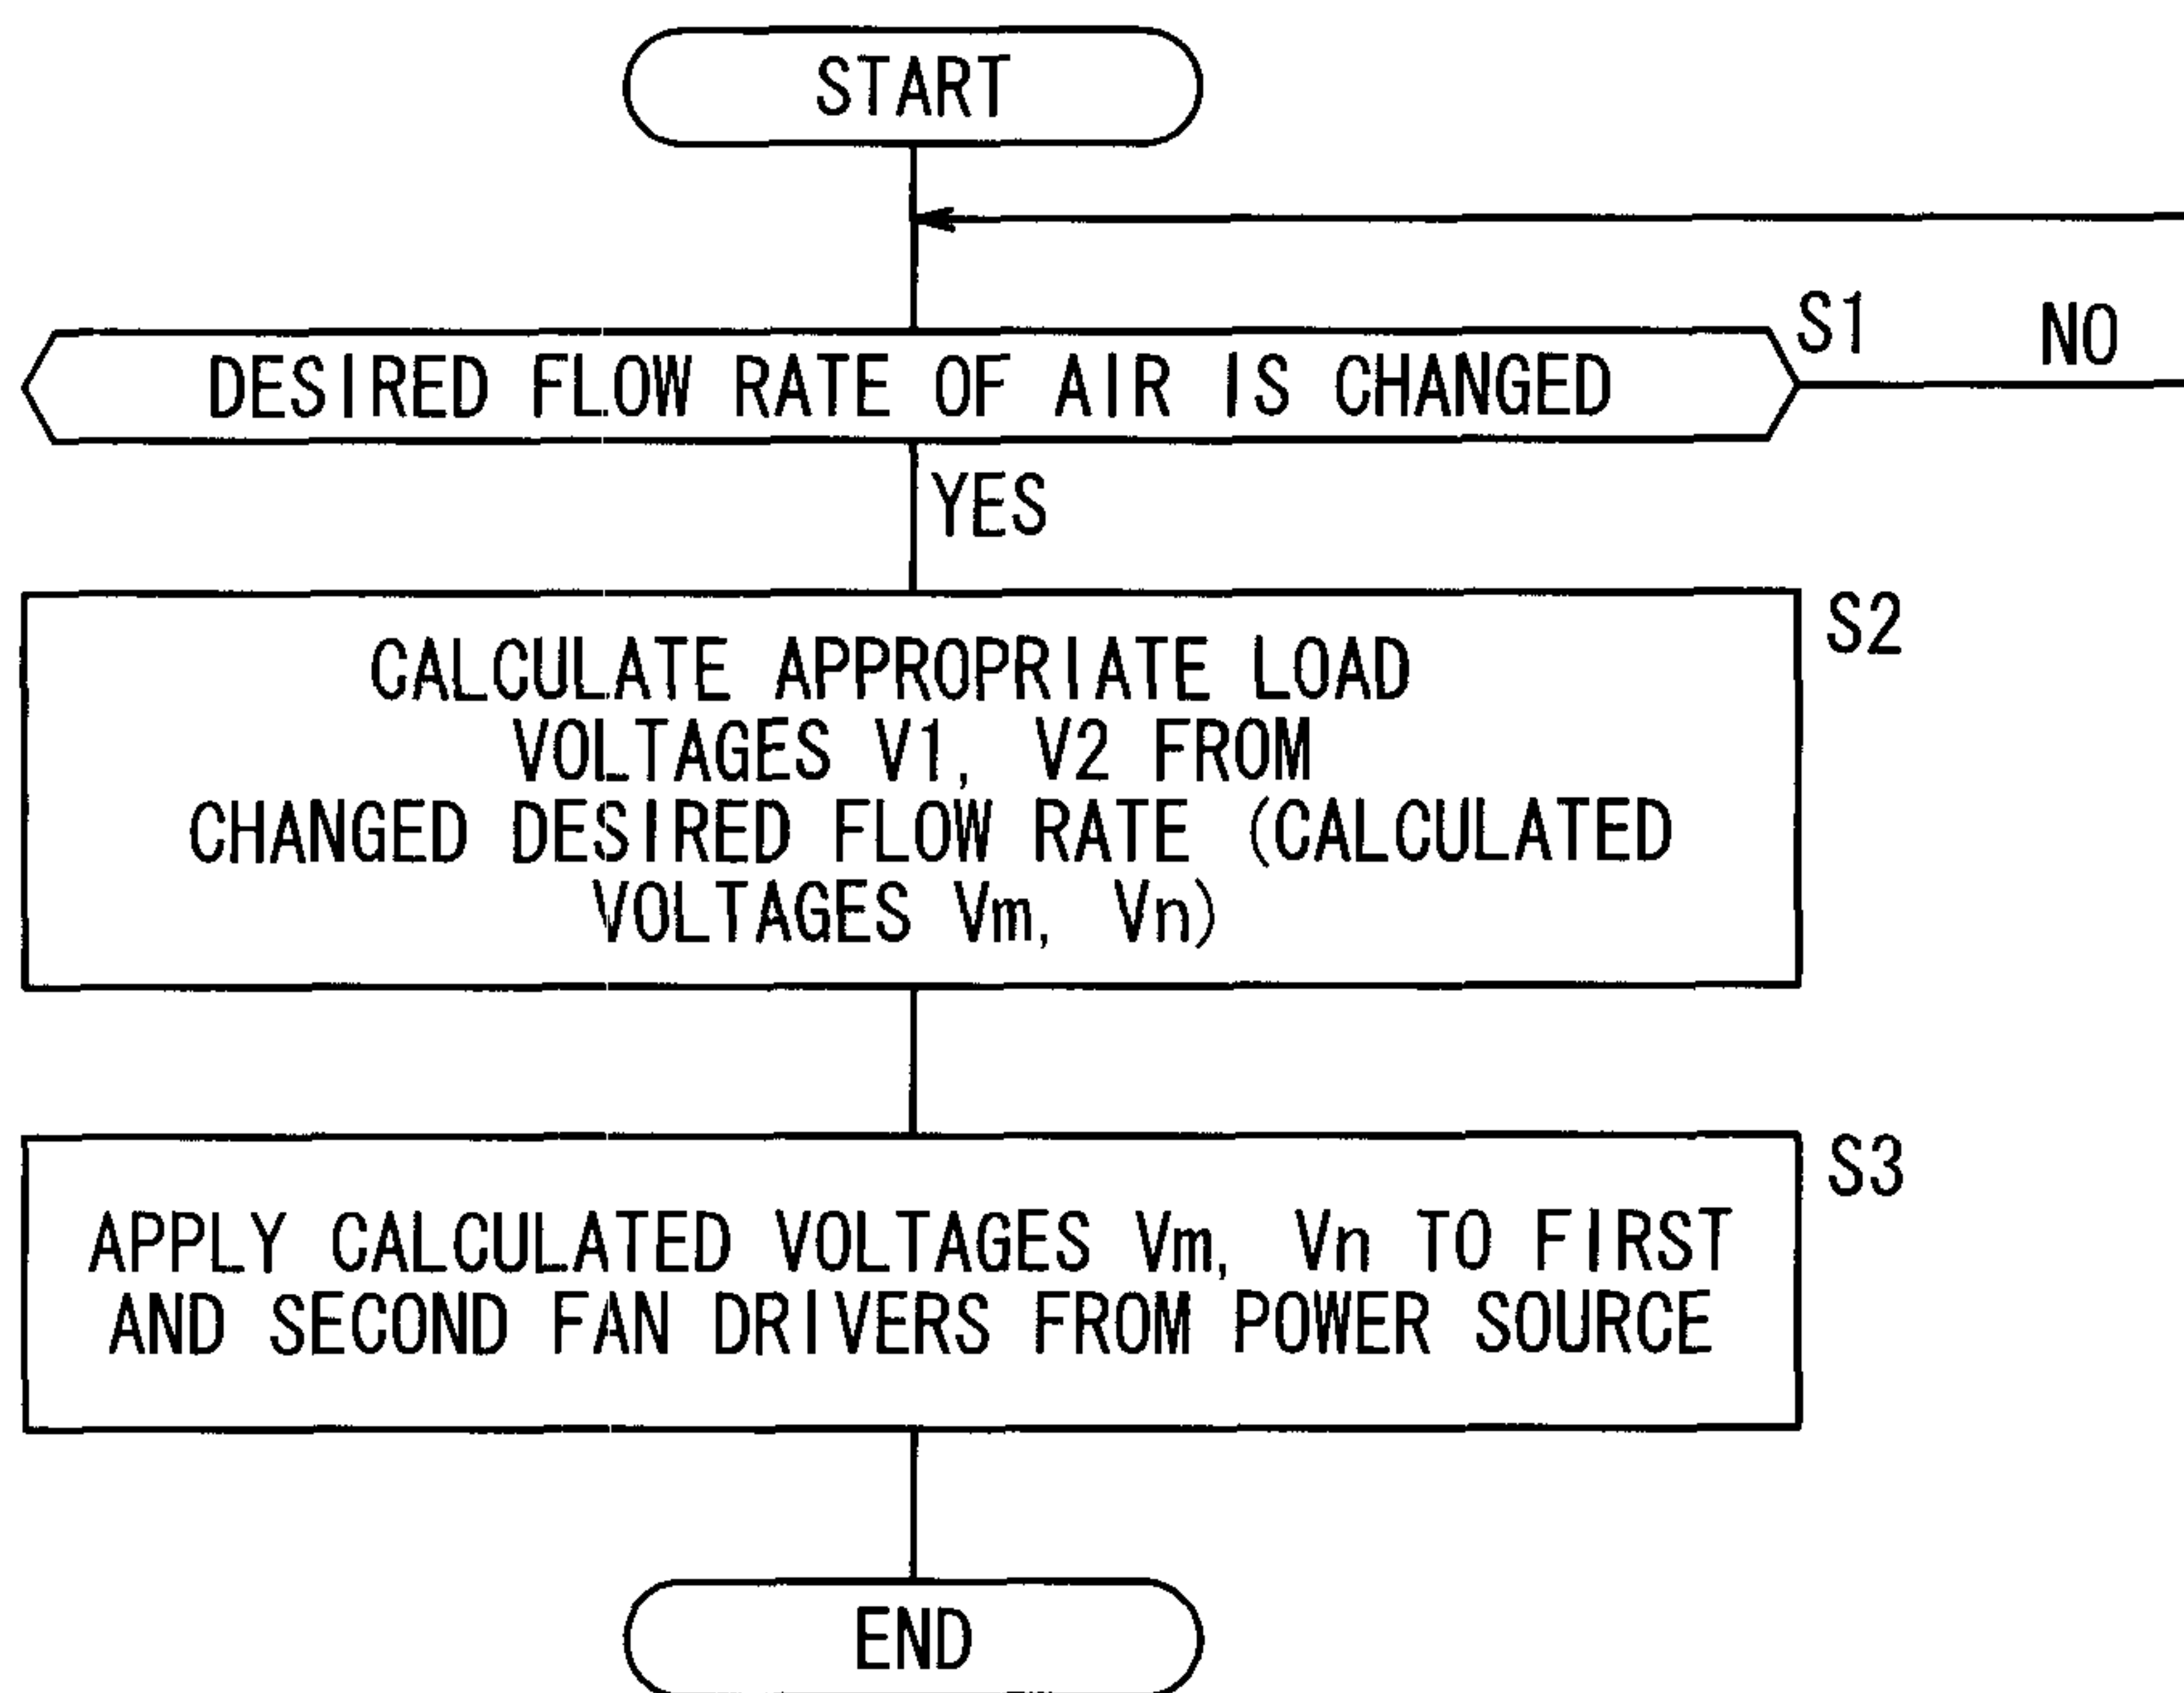 START
S1
NO
DESIRED FLOW RATE OF AIR IS CHANGED
YES
S2
CALCULATE APPROPRIATE LOAD
VOLTAGES V1, V2 FROM
CHANGED DESIRED FLOW RATE (CALCULATED
VOLTAGES Vm, Vn)
S3
APPLY CALCULATED VOLTAGES Vm, Vn TO FIRST
AND SECOND FAN DRIVERS FROM POWER SOURCE
END